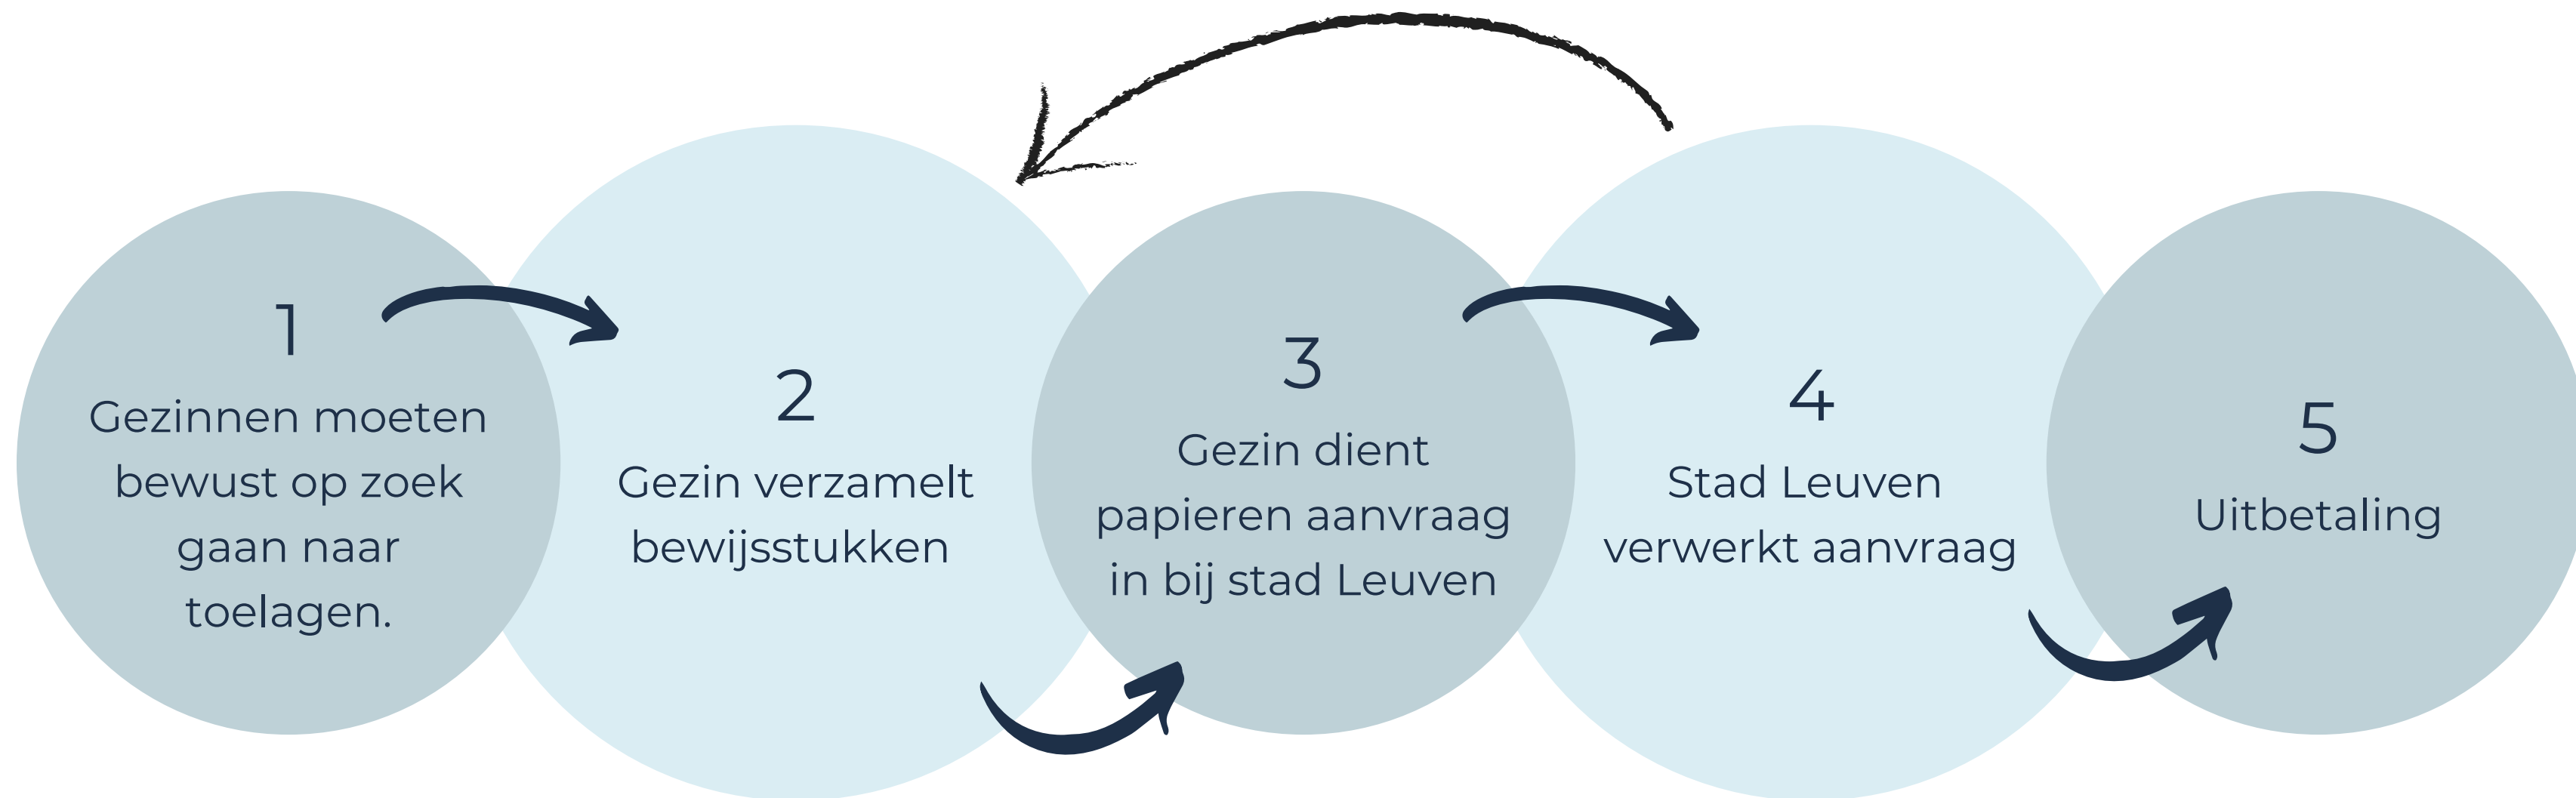 1
Gezinnen moeten
bewust op zoek
gaan naar
toelagen.
2
Gezin verzamelt
bewijsstukken
3
Gezin dient
papieren aanvraag
in bij stad Leuven
4
Stad Leuven
verwerkt aanvraag
5
Uitbetaling